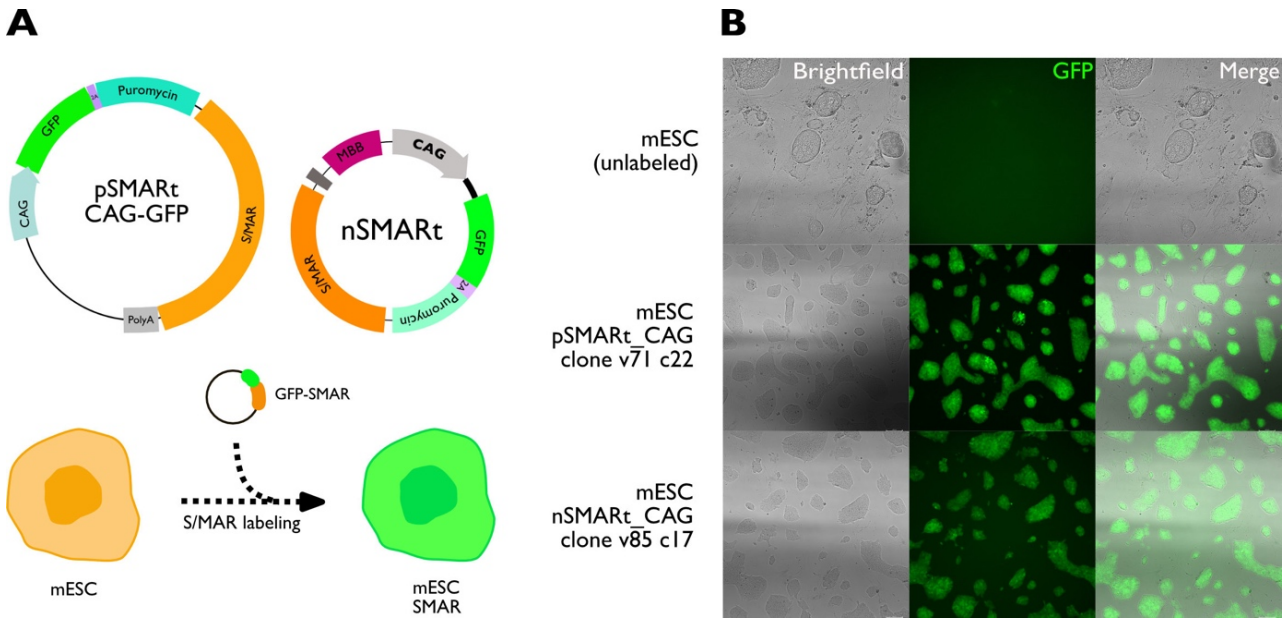 A
B
Puromycin
2A
GFP
CAG
pSMARt
CAG-GFP
S/MAR
PolyA
MBB
CAG
nSMARt
GFP
S/MAR
2A
Puromycin
GFP-SMAR
S/MAR labeling
mESC
mESC
SMAR
Brightfield
GFP
Merge
mESC
(unlabeled)
mESC
pSMARt_CAG
clone v71 c22
mESC
nSMARt_CAG
clone v85 c17